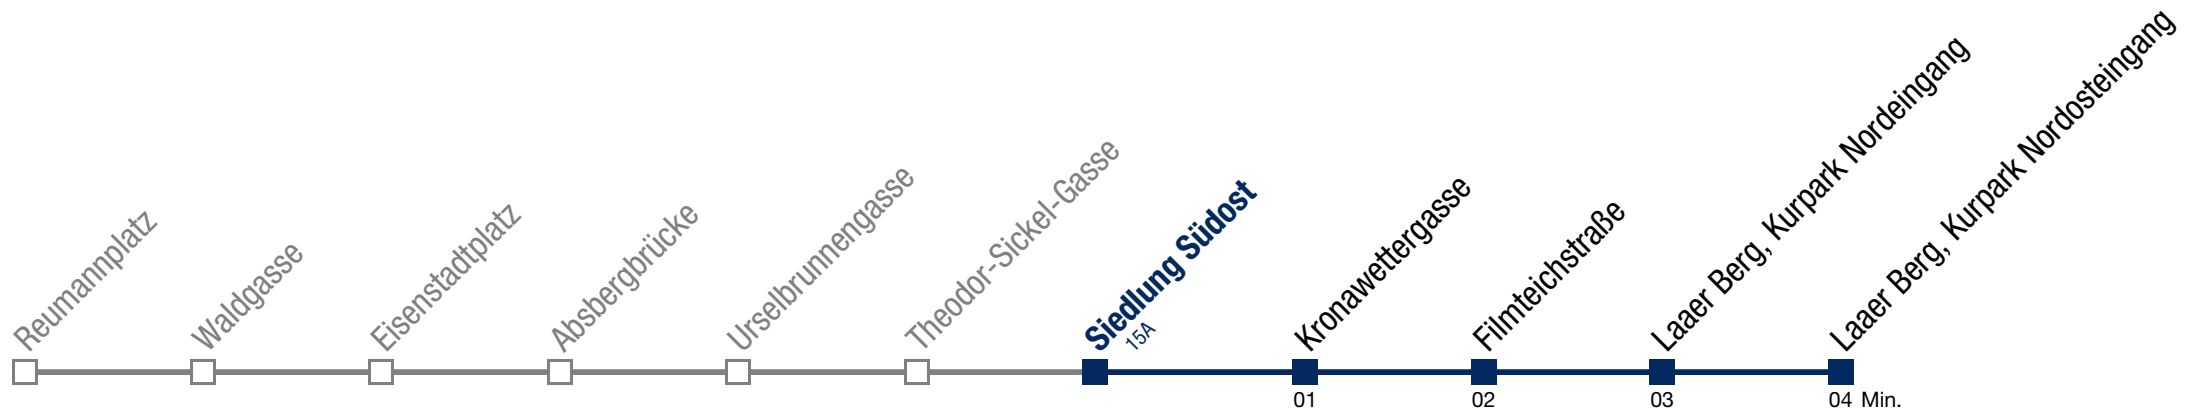 Reumannplatz
Waldgasse
Eisenstadtplatz
Absbergbrücke
Urselbrunnengasse
Theodor-Sickel-Gasse
Siedlung Südost
15A
Kronawettergasse
Filmteichstraße
Laaer Berg, Kurpark Nordeingang
Laaer Berg, Kurpark Nordosteingang
01
02
03
04 Min.